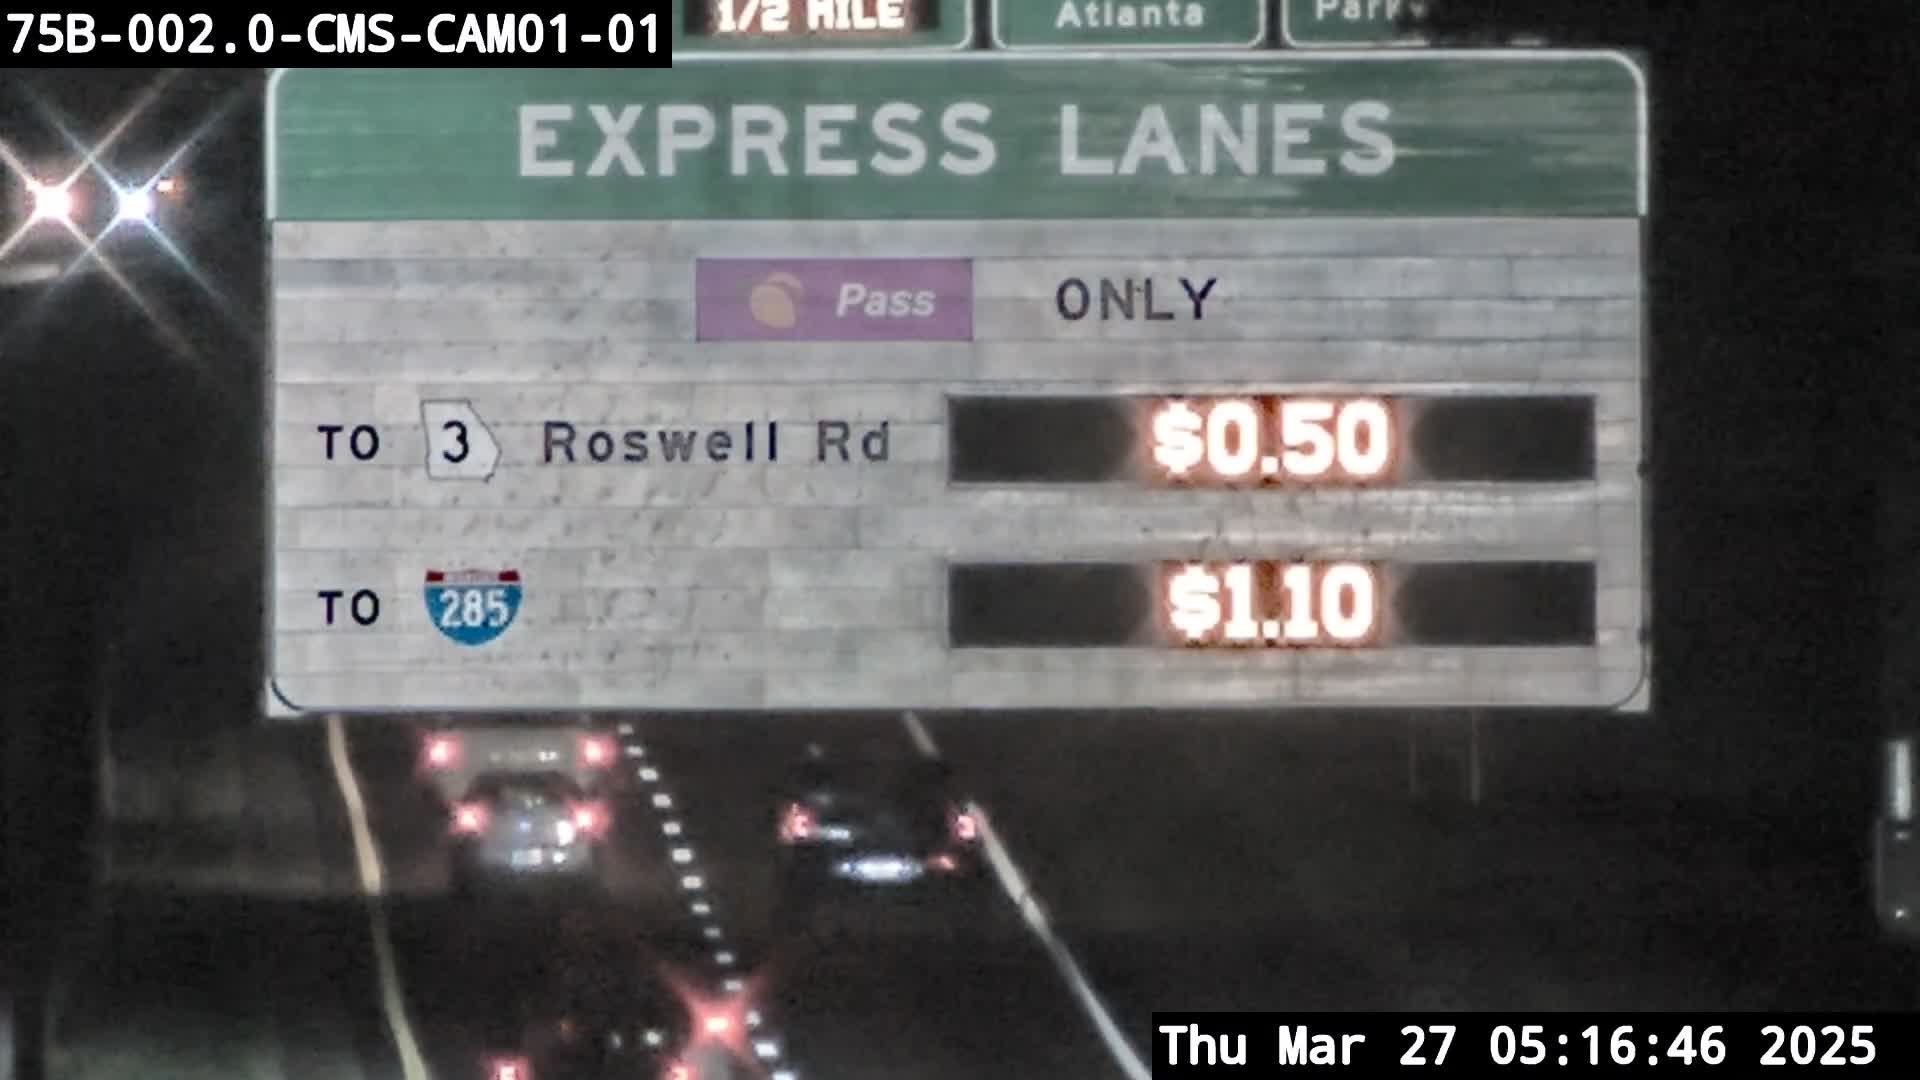 75B-002.0-CMS-CAM01-01
1/2 MILE
Atlanta
EXPRESS LANES
Pass ONLY
TO 3 Roswell Rd $0.50
TO 285 $1.10
Thu Mar 27 05:16:46 2025